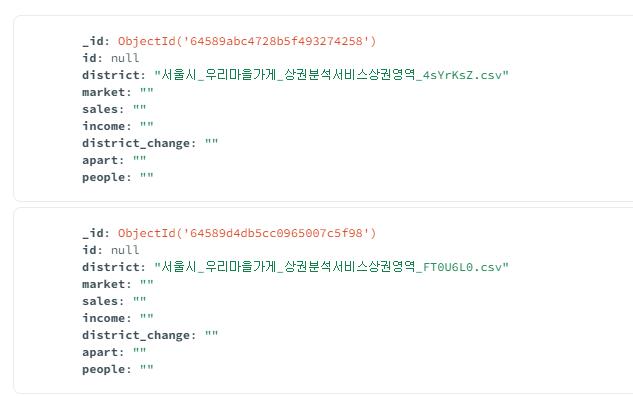 _id: ObjectId('64589abc4728b5f493274258')
id: null
district: "서울시_우리마을가게_상권분석서비스상권영역_4sYrKsZ.csv"
market: ""
sales: ""
income: ""
district_change: ""
apart: ""
people: ""
_id: ObjectId('64589d4db5cc0965007c5f98')
id: null
district: "서울시_우리마을가게_상권분석서비스상권영역_FT0U6L0.csv"
market: ""
sales: ""
income: ""
district_change: ""
apart: ""
people: ""